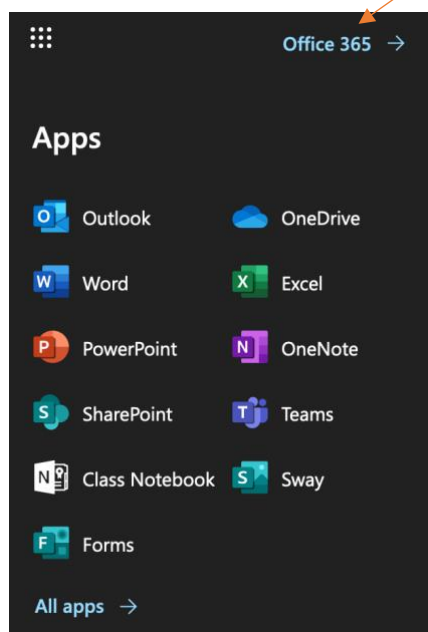 Office 365 →
Apps
Outlook OneDrive
Word Excel
PowerPoint OneNote
SharePoint Teams
Class Notebook Sway
Forms
All apps →